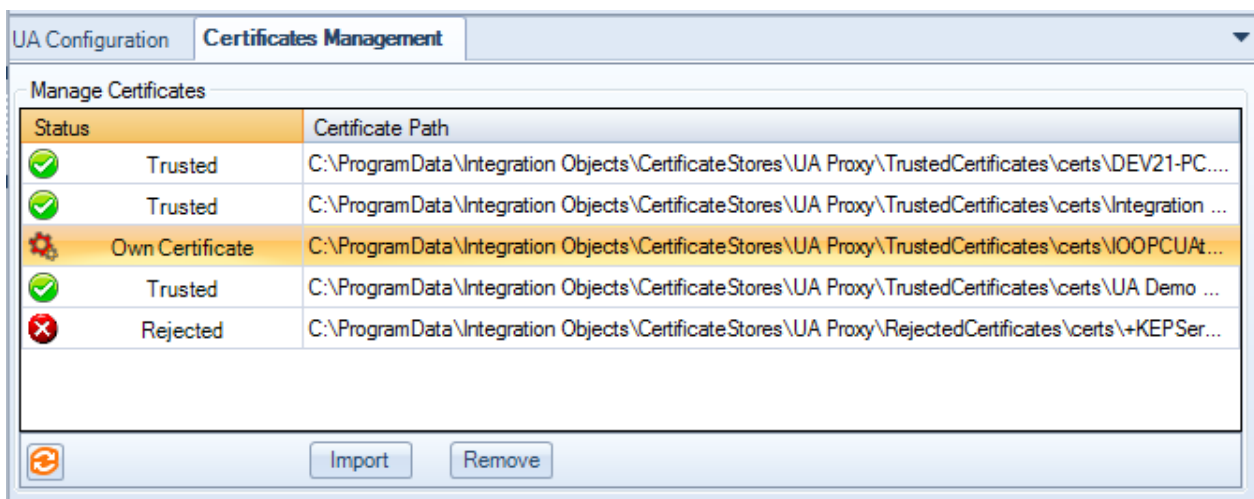 UA Configuration Certificates Management
Manage Certificates
Status Certificate Path
Trusted C:\ProgramData\Integration Objects\CertificateStores\UA Proxy\TrustedCertificates\certs\DEV21-PC....
Trusted C:\ProgramData\Integration Objects\CertificateStores\UA Proxy\TrustedCertificates\certs\Integration ...
Own Certificate C:\ProgramData\Integration Objects\CertificateStores\UA Proxy\TrustedCertificates\certs\IOOPCUAt...
Trusted C:\ProgramData\Integration Objects\CertificateStores\UA Proxy\TrustedCertificates\certs\UA Demo ...
Rejected C:\ProgramData\Integration Objects\CertificateStores\UA Proxy\RejectedCertificates\certs\+KEPSer...
Import Remove